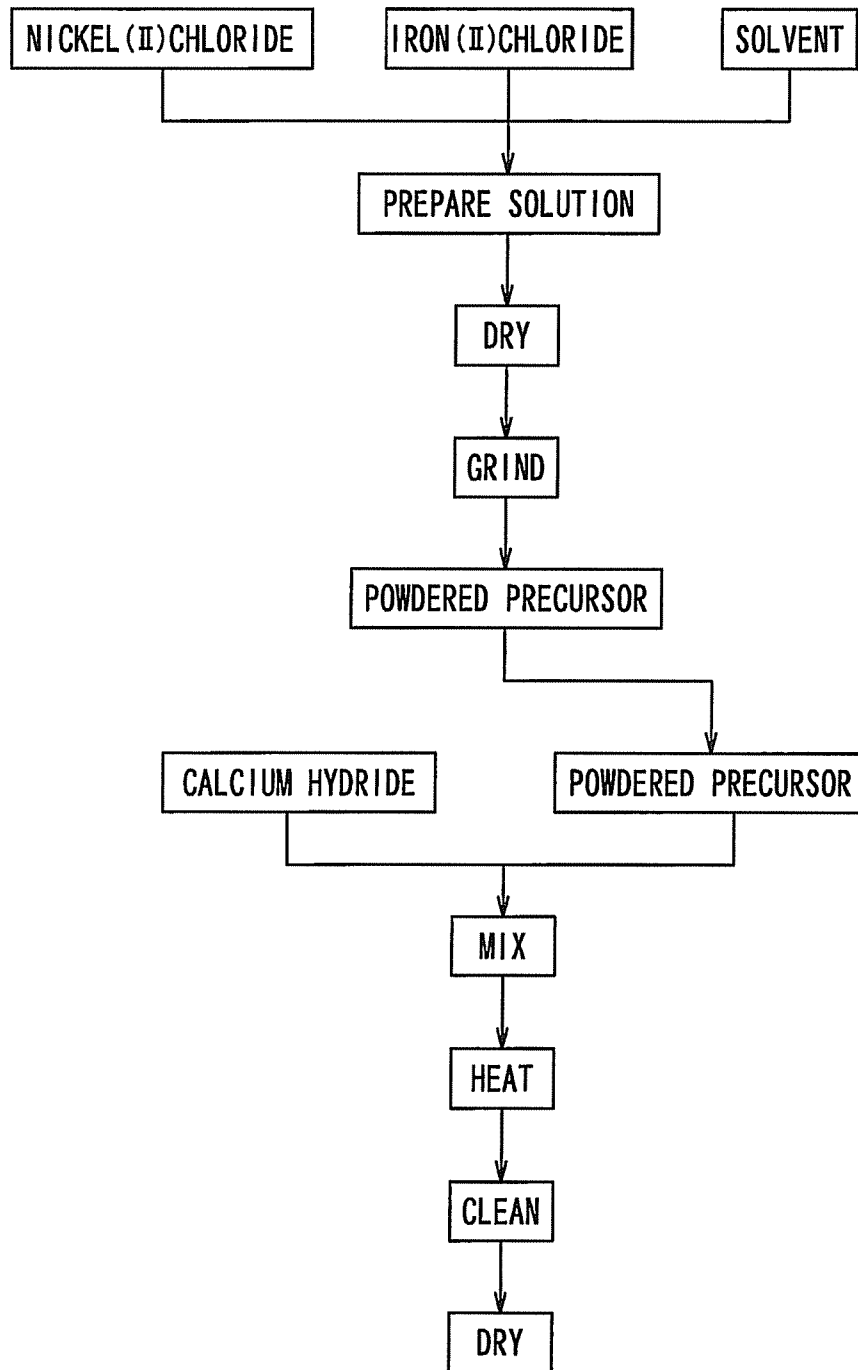 NICKEL(II)CHLORIDE
IRON(II)CHLORIDE
SOLVENT
PREPARE SOLUTION
DRY
GRIND
POWDERED PRECURSOR
CALCIUM HYDRIDE
POWDERED PRECURSOR
MIX
HEAT
CLEAN
DRY